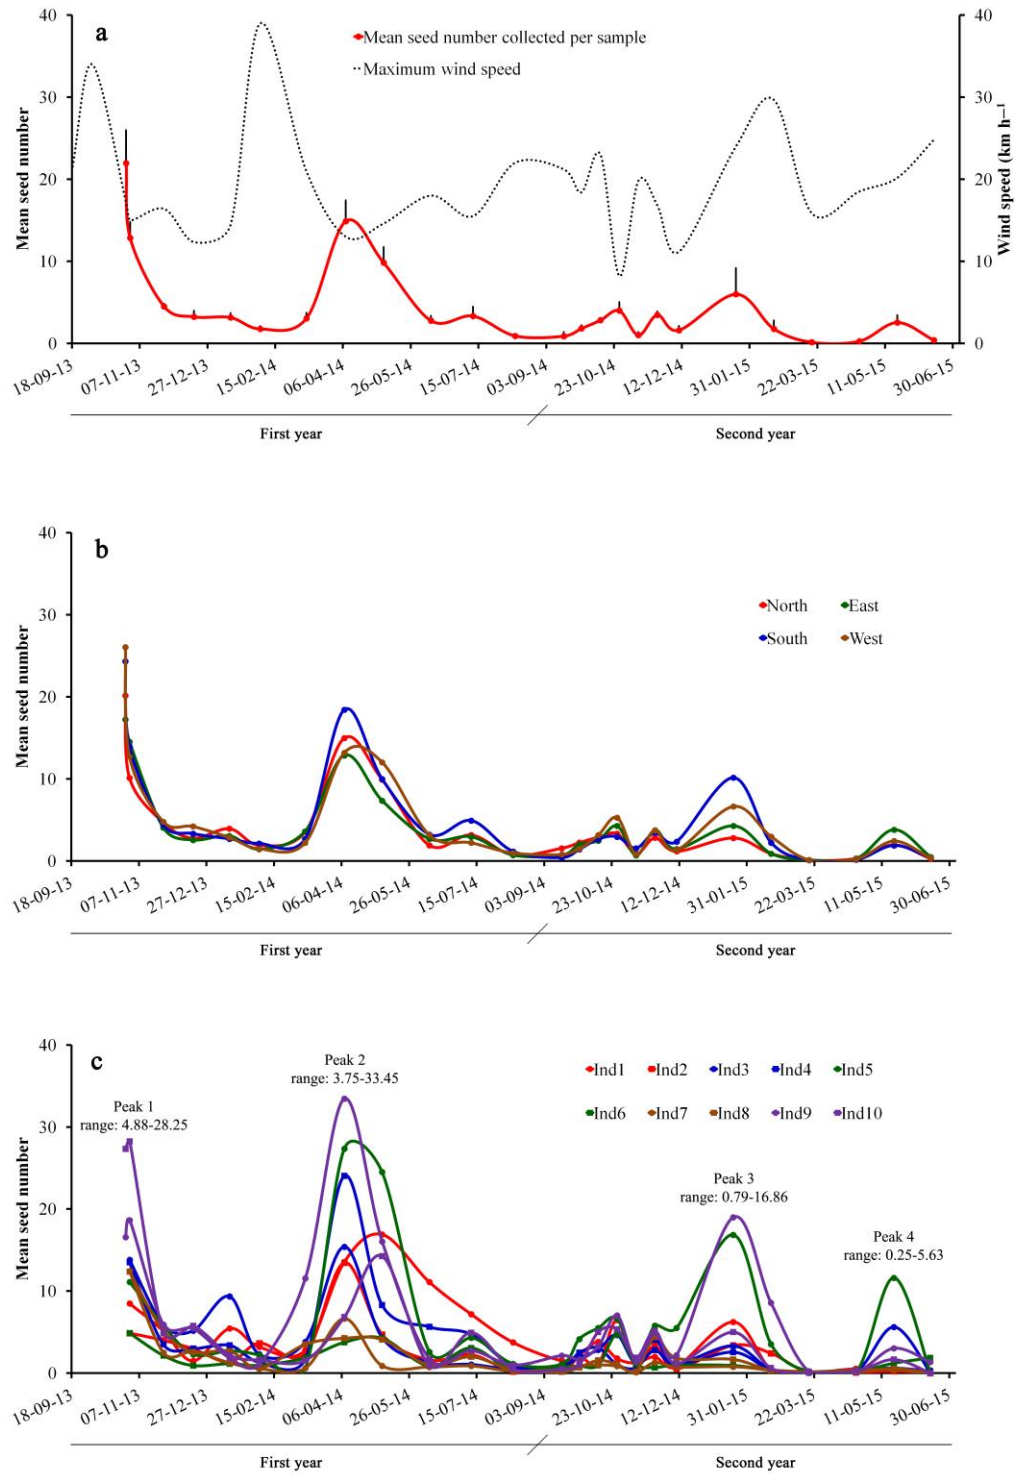 a
Mean seed number collected per sample
Maximum wind speed
40
30
20
10
0
Mean seed number
40
30
20
10
0
Wind speed (km h–1
18-09-13
07-11-13
27-12-13
15-02-14
06-04-14
26-05-14
15-07-14
03-09-14
23-10-14
12-12-14
31-01-15
22-03-15
11-05-15
30-06-15
First year
Second year
b
40
30
20
10
0
Mean seed number
North
East
South
West
18-09-13
07-11-13
27-12-13
15-02-14
06-04-14
26-05-14
15-07-14
03-09-14
23-10-14
12-12-14
31-01-15
22-03-15
11-05-15
30-06-15
First year
Second year
c
40
30
20
10
0
Mean seed number
Peak 1
range: 4.88-28.25
Peak 2
range: 3.75-33.45
Ind1
Ind2
Ind3
Ind4
Ind5
Ind6
Ind7
Ind8
Ind9
Ind10
Peak 3
range: 0.79-16.86
Peak 4
range: 0.25-5.63
18-09-13
07-11-13
27-12-13
15-02-14
06-04-14
26-05-14
15-07-14
03-09-14
23-10-14
12-12-14
31-01-15
22-03-15
11-05-15
30-06-15
First year
Second year